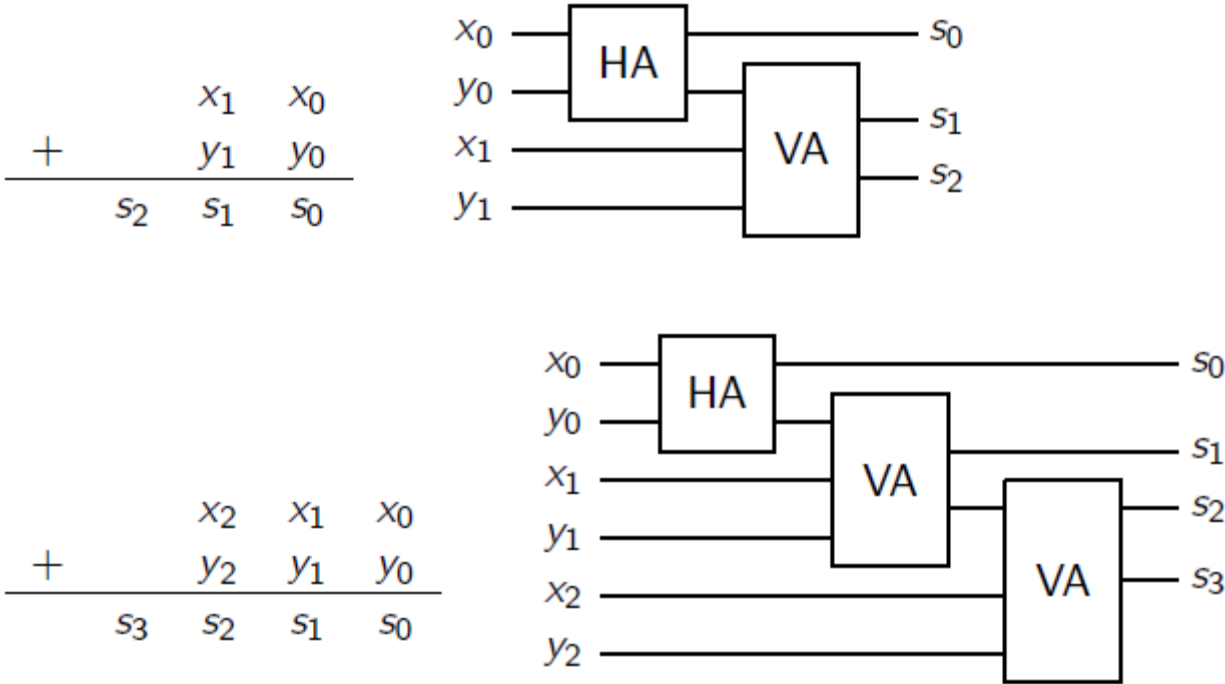 x₀ HA s₀
y₀
x₁ x₀
s₁
+ y₁ y₀
x₁ VA
s₂
s₂ s₁ s₀
y₁
x₀ HA s₀
y₀
s₁
x₁ VA
x₂ x₁ x₀
s₂
y₁
+ y₂ y₁ y₀
VA s₃
x₂
s₃ s₂ s₁ s₀
y₂